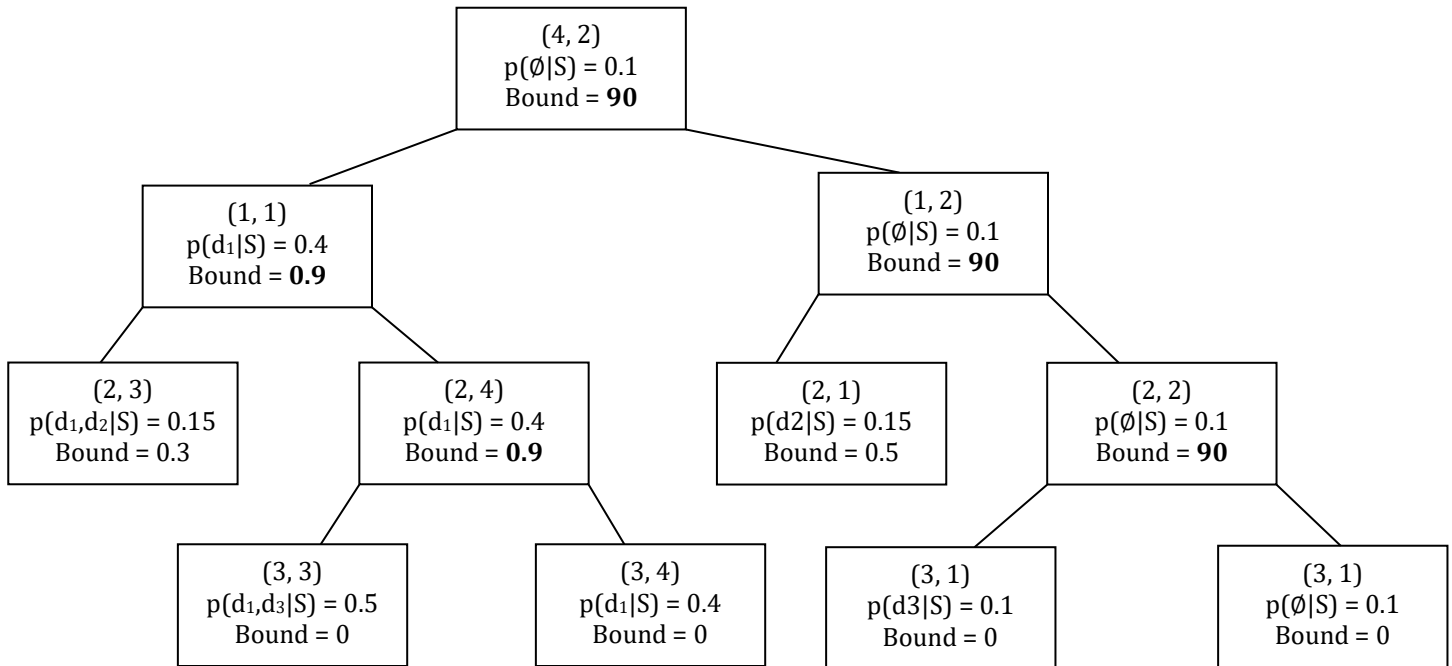 (4, 2)
p(∅|S) = 0.1
Bound = 90
(1, 1)
p(d₁|S) = 0.4
Bound = 0.9
(1, 2)
p(∅|S) = 0.1
Bound = 90
(2, 3)
p(d₁,d₂|S) = 0.15
Bound = 0.3
(2, 4)
p(d₁|S) = 0.4
Bound = 0.9
(2, 1)
p(d2|S) = 0.15
Bound = 0.5
(2, 2)
p(∅|S) = 0.1
Bound = 90
(3, 3)
p(d₁,d₃|S) = 0.5
Bound = 0
(3, 4)
p(d₁|S) = 0.4
Bound = 0
(3, 1)
p(d3|S) = 0.1
Bound = 0
(3, 1)
p(∅|S) = 0.1
Bound = 0